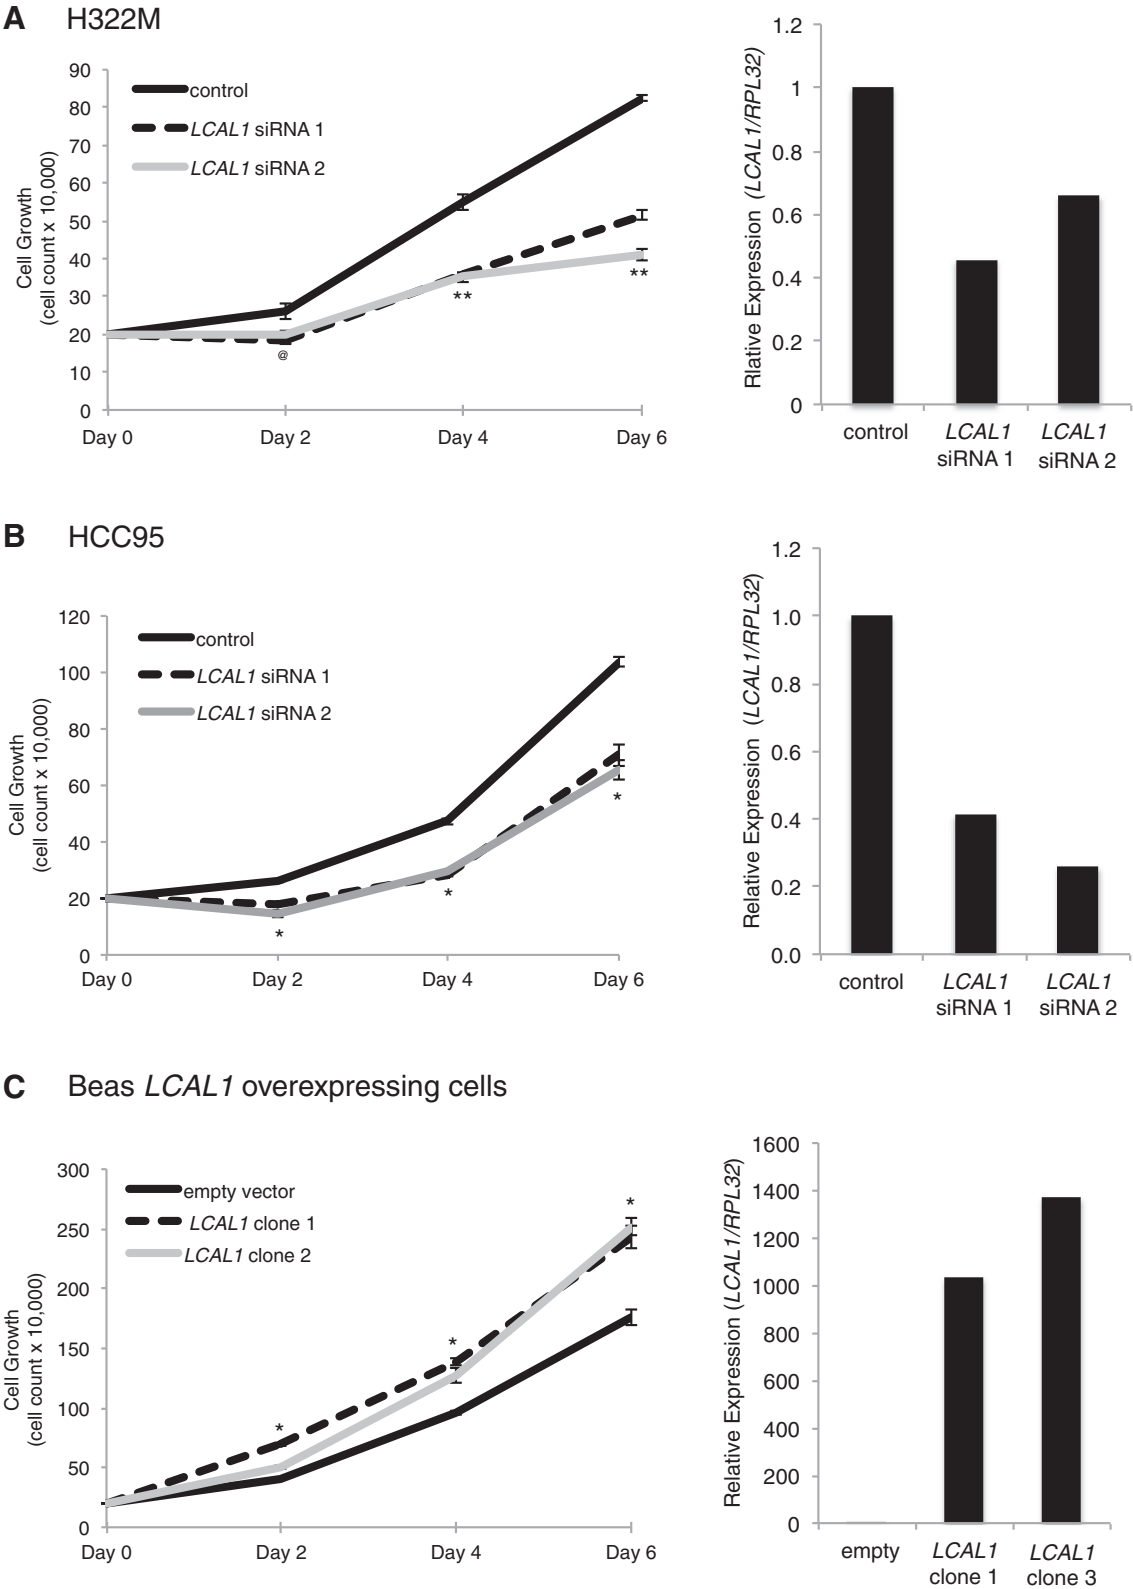 A H322M
90
80
70
60
50
40
30
20
10
0
Cell Growth
(cell count x 10,000)
control
LCAL1 siRNA 1
LCAL1 siRNA 2
@
**
**
Day 0 Day 2 Day 4 Day 6
1.2
1
0.8
0.6
0.4
0.2
0
Rlative Expression (LCAL1/RPL32)
control LCAL1 LCAL1
siRNA 1 siRNA 2
B HCC95
120
100
80
60
40
20
0
Cell Growth
(cell count x 10,000)
control
LCAL1 siRNA 1
LCAL1 siRNA 2
*
*
*
Day 0 Day 2 Day 4 Day 6
1.2
1.0
0.8
0.6
0.4
0.2
0.0
Relative Expression (LCAL1/RPL32)
control LCAL1 LCAL1
siRNA 1 siRNA 2
C Beas LCAL1 overexpressing cells
300
250
200
150
100
50
0
Cell Growth
(cell count x 10,000)
empty vector
LCAL1 clone 1
LCAL1 clone 2
*
*
*
Day 0 Day 2 Day 4 Day 6
1600
1400
1200
1000
800
600
400
200
0
Relative Expression (LCAL1/RPL32)
empty LCAL1 LCAL1
clone 1 clone 3